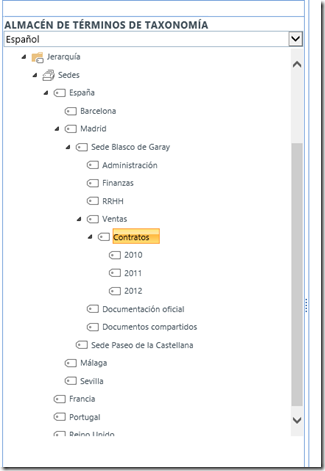 ALMACÉN DE TÉRMINOS DE TAXONOMÍA
Español
Jerarquía
Sedes
España
Barcelona
Madrid
Sede Blasco de Garay
Administración
Finanzas
RRHH
Ventas
Contratos
2010
2011
2012
Documentación oficial
Documentos compartidos
Sede Paseo de la Castellana
Málaga
Sevilla
Francia
Portugal
Reino Unido